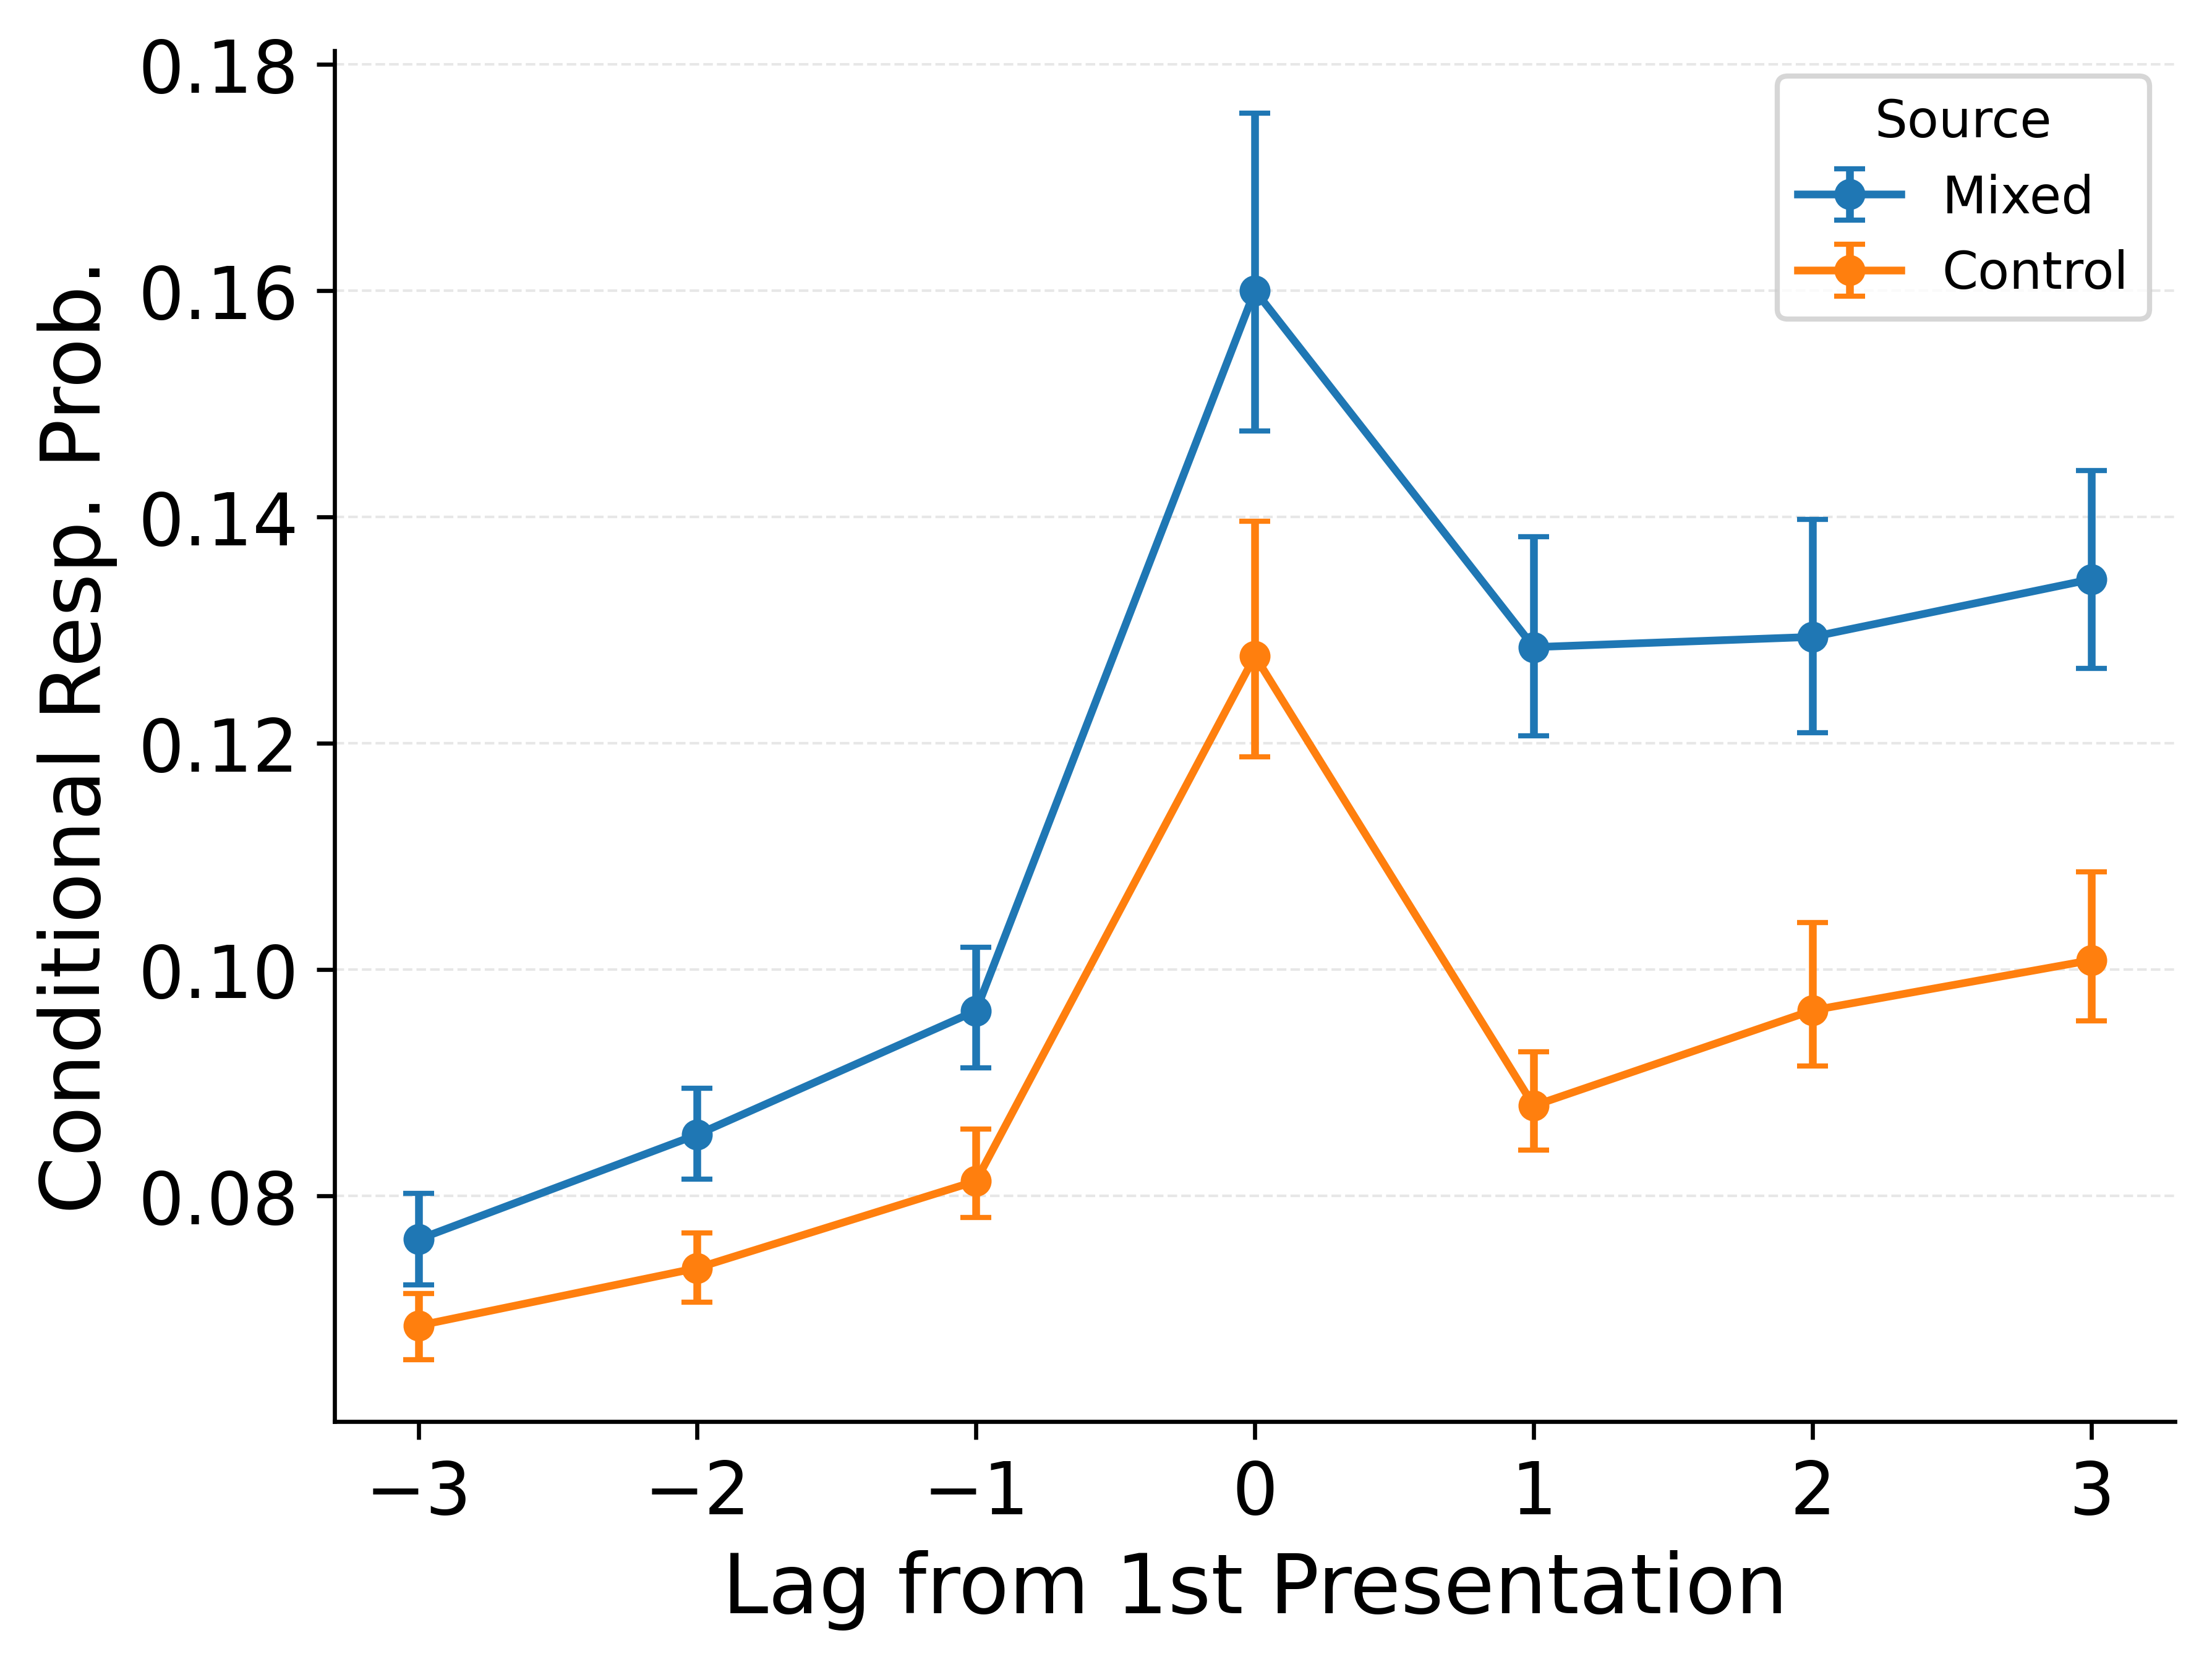 0.18
0.16
0.14
0.12
0.10
0.08
Conditional Resp. Prob.
Source
Mixed
Control
−3 −2 −1 0 1 2 3
Lag from 1st Presentation